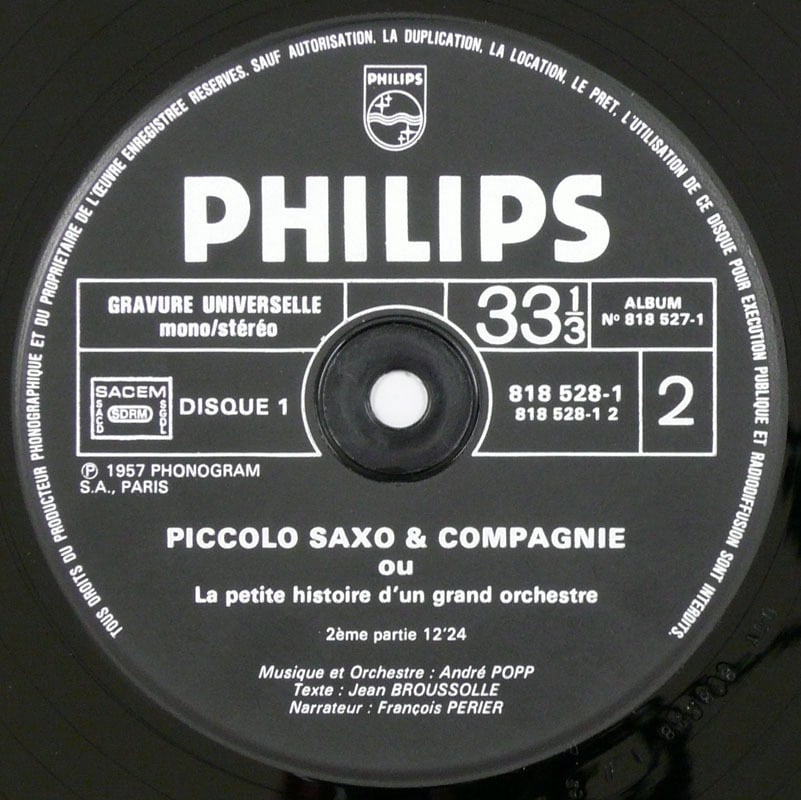 TOUS DROITS DU PRODUCTEUR PHONOGRAPHIQUE ET DU PROPRIETAIRE DE L'ŒUVRE ENREGISTREE RESERVES. SAUF AUTORISATION, LA DUPLICATION, LA LOCATION, LE PRET, L'UTILISATION DE CE DISQUE POUR EXECUTION PUBLIQUE ET RADIODIFFUSION SONT INTERDITS.
PHILIPS
PHILIPS
GRAVURE UNIVERSELLE
mono/stéréo
33 1/3
ALBUM
Nº 818 527-1
SACEM
SACD
SDRM
SGDL
DISQUE 1
818 528-1
818 528-1 2
2
℗ 1957 PHONOGRAM
S.A., PARIS
PICCOLO SAXO & COMPAGNIE
ou
La petite histoire d'un grand orchestre
2ème partie 12'24
Musique et Orchestre : André POPP
Texte : Jean BROUSSOLLE
Narrateur : François PERIER